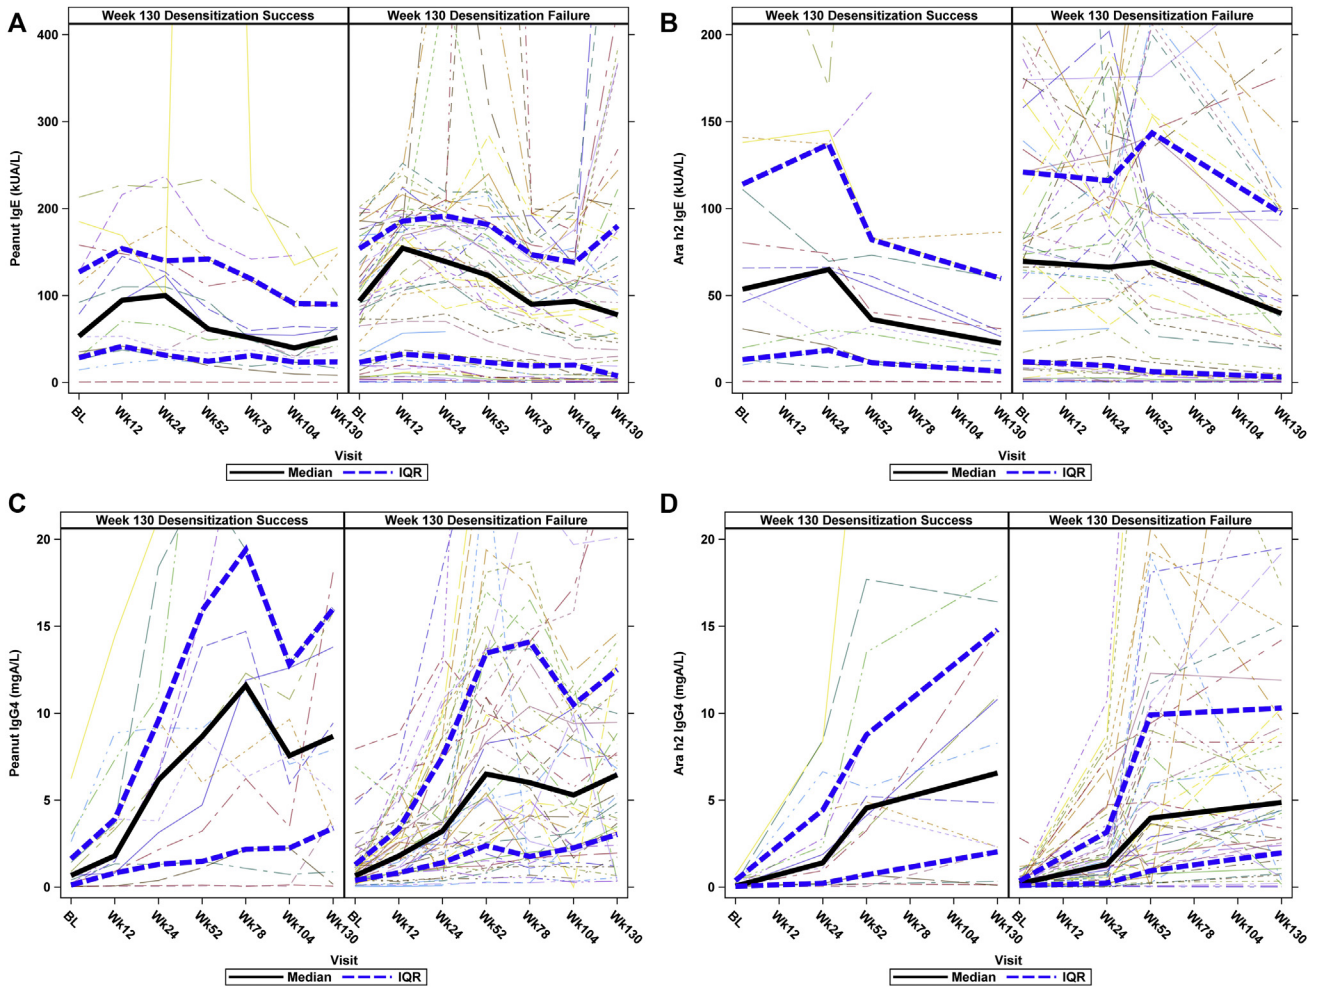 A
Week 130 Desensitization Success Week 130 Desensitization Failure
400
300
200
100
0
Peanut IgE (kUA/L)
BL Wk12 Wk24 Wk52 Wk78 Wk104 Wk130 BL Wk12 Wk24 Wk52 Wk78 Wk104 Wk130
Visit
Median IQR
B
Week 130 Desensitization Success Week 130 Desensitization Failure
200
150
100
50
0
Ara h2 IgE (kUA/L)
BL Wk12 Wk24 Wk52 Wk78 Wk104 Wk130 BL Wk12 Wk24 Wk52 Wk78 Wk104 Wk130
Visit
Median IQR
C
Week 130 Desensitization Success Week 130 Desensitization Failure
20
15
10
5
0
Peanut IgG4 (mgA/L)
BL Wk12 Wk24 Wk52 Wk78 Wk104 Wk130 BL Wk12 Wk24 Wk52 Wk78 Wk104 Wk130
Visit
Median IQR
D
Week 130 Desensitization Success Week 130 Desensitization Failure
20
15
10
5
0
Ara h2 IgG4 (mgA/L)
BL Wk12 Wk24 Wk52 Wk78 Wk104 Wk130 BL Wk12 Wk24 Wk52 Wk78 Wk104 Wk130
Visit
Median IQR